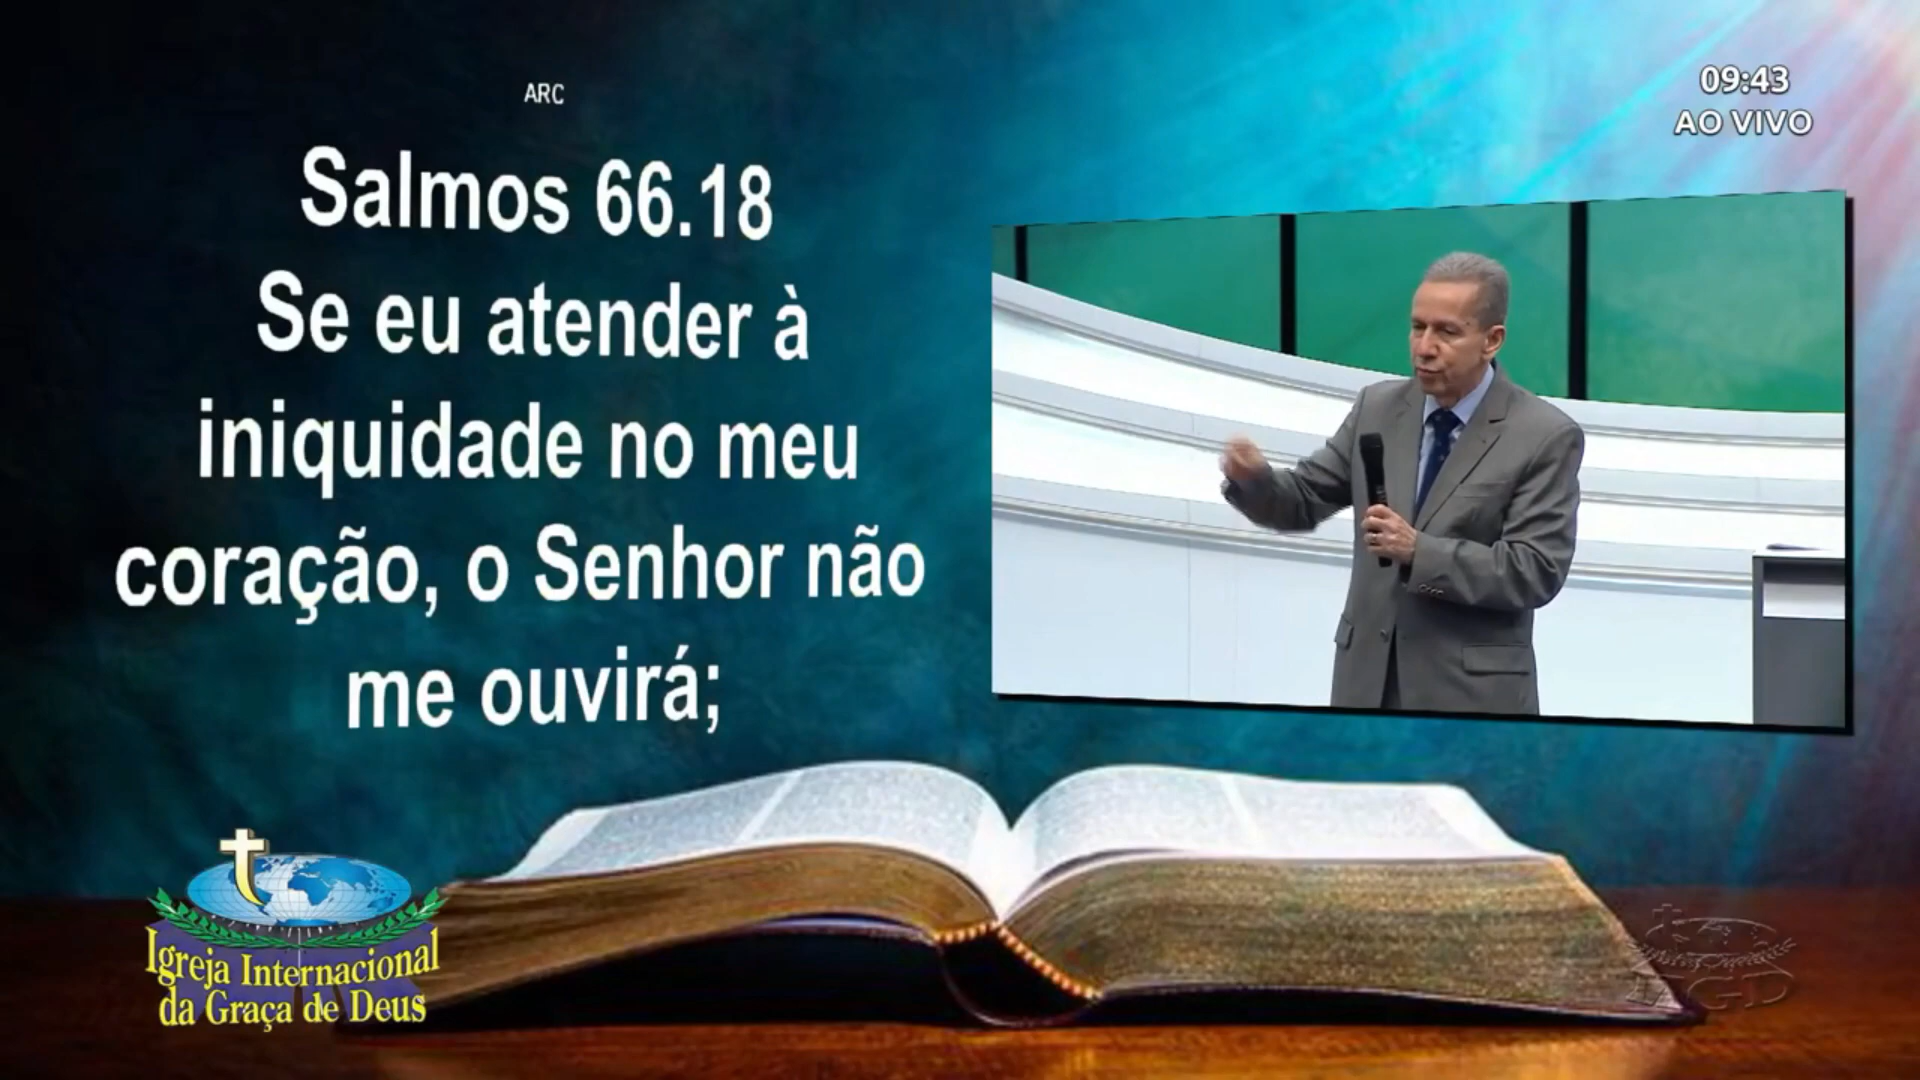 ARC
Salmos 66.18
Se eu atender à
iniquidade no meu
coração, o Senhor não
me ouvirá;
09:43
AO VIVO
Igreja Internacional
da Graça de Deus